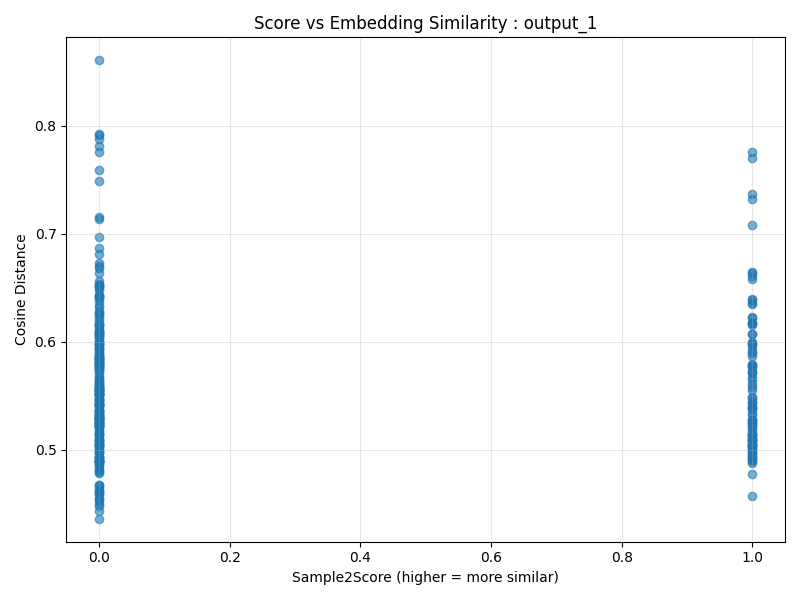 Score vs Embedding Similarity : output_1
Cosine Distance
0.8
0.7
0.6
0.5
0.0 0.2 0.4 0.6 0.8 1.0
Sample2Score (higher = more similar)